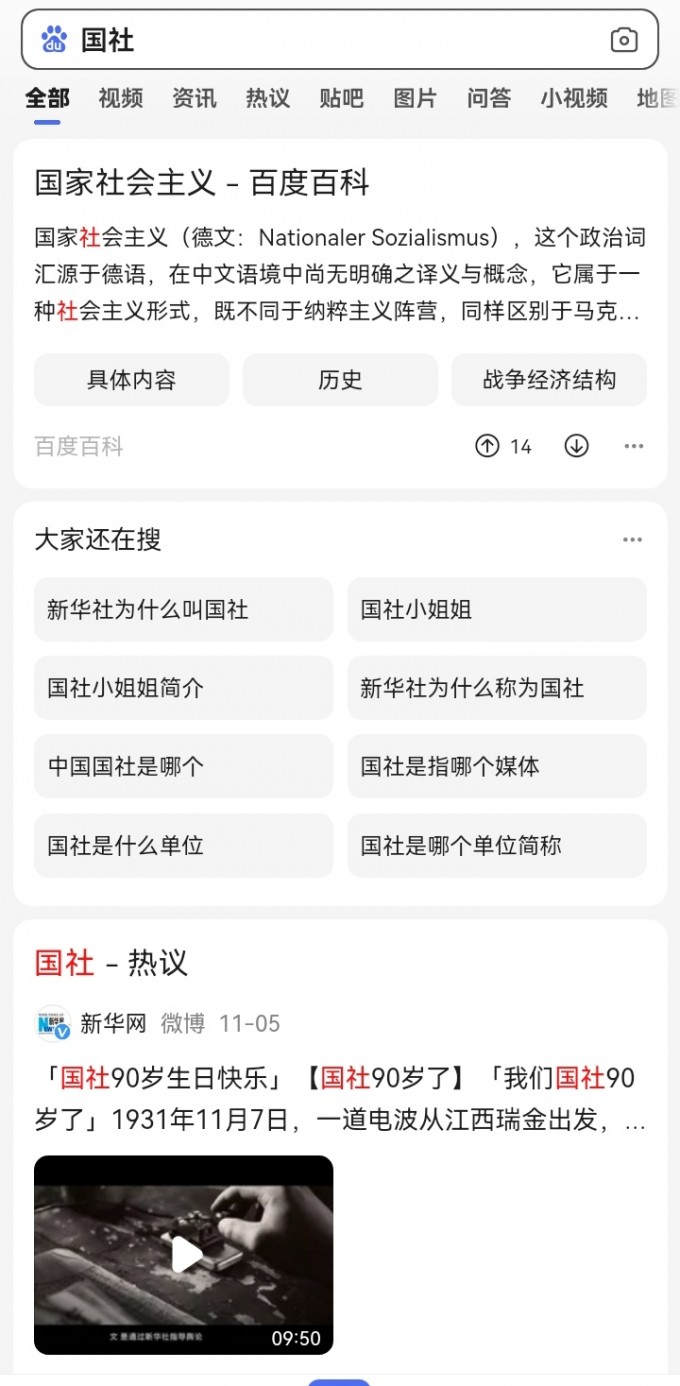 du 国社
全部 视频 资讯 热议 贴吧 图片 问答 小视频 地图
国家社会主义 - 百度百科
国家社会主义（德文：Nationaler Sozialismus），这个政治词
汇源于德语，在中文语境中尚无明确之译义与概念，它属于一
种社会主义形式，既不同于纳粹主义阵营，同样区别于马克...
具体内容 历史 战争经济结构
百度百科 14
大家还在搜
新华社为什么叫国社 国社小姐姐
国社小姐姐简介 新华社为什么称为国社
中国国社是哪个 国社是指哪个媒体
国社是什么单位 国社是哪个单位简称
国社 - 热议
新华网 微博 11-05
「国社90岁生日快乐」【国社90岁了】「我们国社90
岁了」1931年11月7日，一道电波从江西瑞金出发，...
09:50